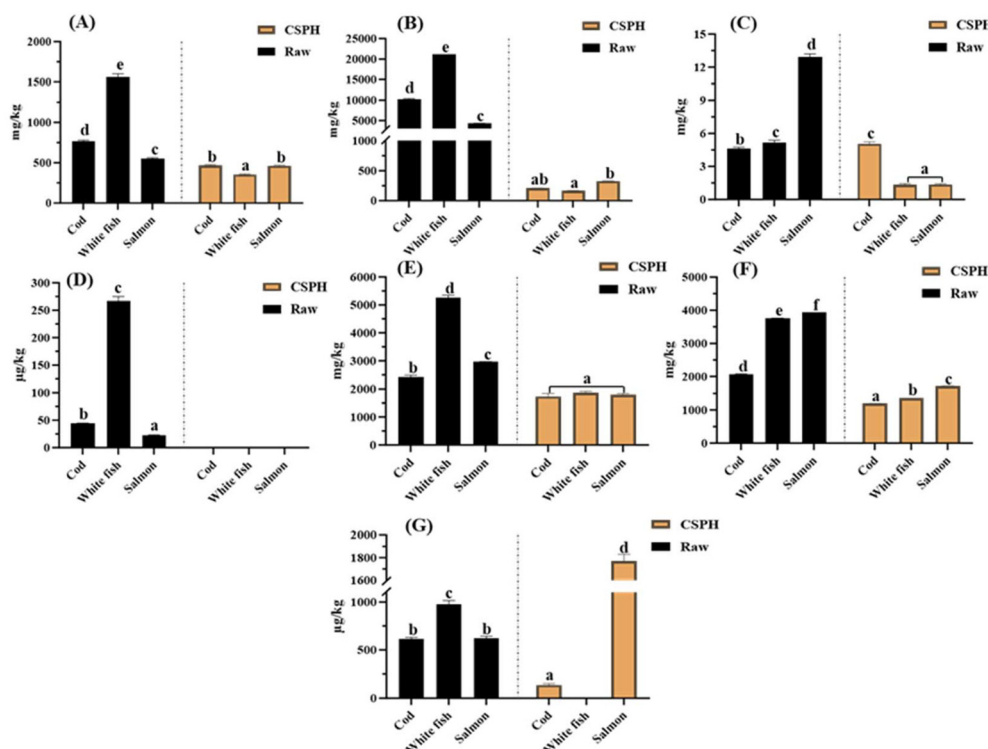 (A)
CSPH
Raw
mg/kg
2000
1500
1000
500
0
d
e
c
b
a
b
Cod
White fish
Salmon
Cod
White fish
Salmon
(B)
CSPH
Raw
mg/kg
25000
20000
15000
10000
5000
1000
500
0
d
e
c
ab
a
b
Cod
White fish
Salmon
Cod
White fish
Salmon
(C)
CSPH
Raw
mg/kg
15
12
9
6
3
0
b
c
d
c
a
Cod
White fish
Salmon
Cod
White fish
Salmon
(D)
CSPH
Raw
µg/kg
300
250
200
150
100
50
0
b
c
a
Cod
White fish
Salmon
Cod
White fish
Salmon
(E)
CSPH
Raw
mg/kg
6000
5000
4000
3000
2000
1000
0
b
d
c
a
Cod
White fish
Salmon
Cod
White fish
Salmon
(F)
CSPH
Raw
mg/kg
5000
4000
3000
2000
1000
0
d
e
f
a
b
c
Cod
White fish
Salmon
Cod
White fish
Salmon
(G)
CSPH
Raw
µg/kg
2000
1800
1600
1000
500
0
b
c
b
a
d
Cod
White fish
Salmon
Cod
White fish
Salmon